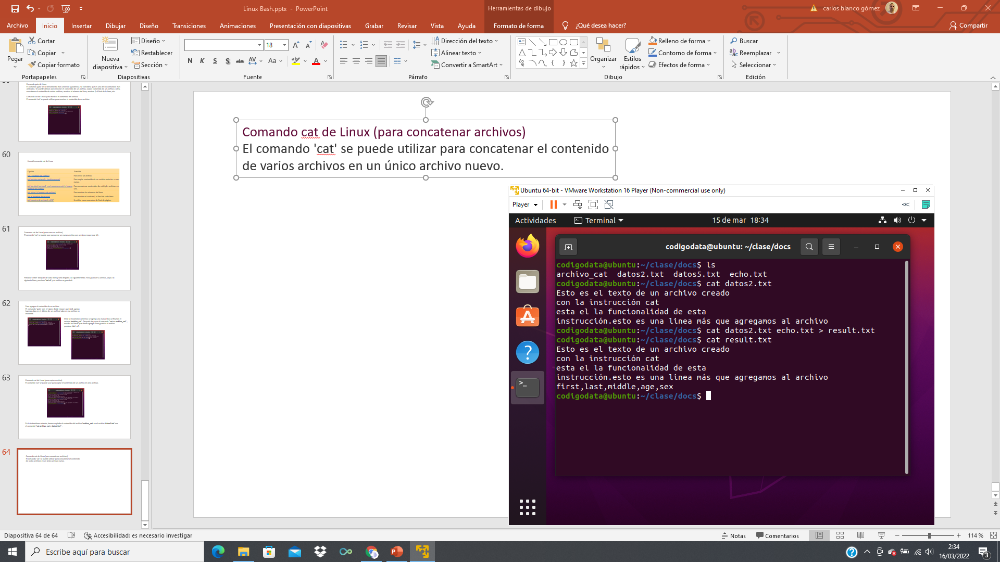 Linux Bash.pptx - PowerPoint
Herramientas de dibujo
carlos blanco gómez
Archivo Inicio Insertar Dibujar Diseño Transiciones Animaciones Presentación con diapositivas Grabar Revisar Vista Ayuda Formato de forma ¿Qué desea hacer? Compartir
Pegar
Cortar
Copiar
Copiar formato
Portapapeles
Nueva
diapositiva
Diseño
Restablecer
Sección
Diapositivas
18
N K S S abc AV Aa
Fuente
Dirección del texto
Alinear texto
Convertir a SmartArt
Párrafo
Organizar
Estilos
rápidos
Relleno de forma
Contorno de forma
Efectos de forma
Dibujo
Buscar
Reemplazar
Seleccionar
Edición
60
61
62
63
64
Comando cat de Linux (para concatenar archivos)
El comando 'cat' se puede utilizar para concatenar el contenido
de varios archivos en un único archivo nuevo.
Ubuntu 64-bit - VMware Workstation 16 Player (Non-commercial use only)
Player
Actividades Terminal 15 de mar 18:34
codigodata@ubuntu: ~/clase/docs
codigodata@ubuntu:~/clase/docs$ ls
archivo_cat datos2.txt datos5.txt echo.txt
codigodata@ubuntu:~/clase/docs$ cat datos2.txt
Esto es el texto de un archivo creado
con la instrucción cat
esta el la funcionalidad de esta
instrucción.esto es una linea más que agregamos al archivo
codigodata@ubuntu:~/clase/docs$ cat datos2.txt echo.txt > result.txt
codigodata@ubuntu:~/clase/docs$ cat result.txt
Esto es el texto de un archivo creado
con la instrucción cat
esta el la funcionalidad de esta
instrucción.esto es una linea más que agregamos al archivo
first,last,middle,age,sex
codigodata@ubuntu:~/clase/docs$
Diapositiva 64 de 64 Accesibilidad: es necesario investigar Notas Comentarios 114 %
Escribe aquí para buscar
2:34
16/03/2022
3